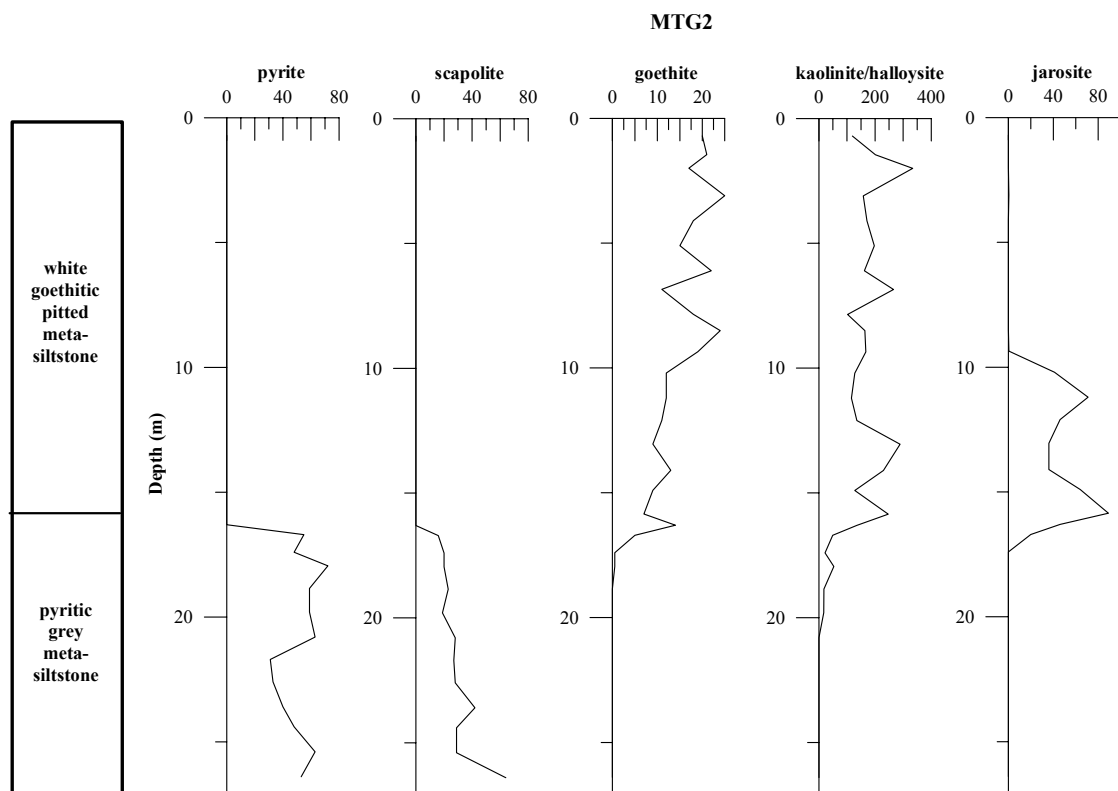 MTG2
pyrite
scapolite
goethite
kaolinite/halloysite
jarosite
0 40 80
0 40 80
0 10 20
0 200 400
0 40 80
0
0
0
0
0
white
goethitic
pitted
meta-
siltstone
10
10
10
10
10
Depth (m)
pyritic
grey
meta-
siltstone
20
20
20
20
20